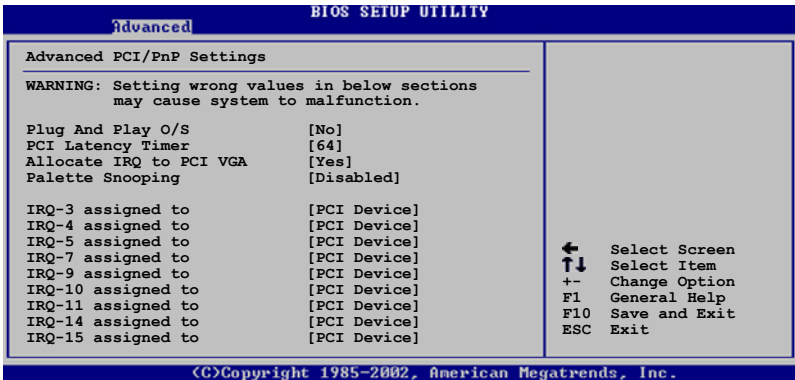 BIOS SETUP UTILITY
Advanced
Advanced PCI/PnP Settings
WARNING: Setting wrong values in below sections
may cause system to malfunction.
Plug And Play O/S [No]
PCI Latency Timer [64]
Allocate IRQ to PCI VGA [Yes]
Palette Snooping [Disabled]
IRQ-3 assigned to [PCI Device]
IRQ-4 assigned to [PCI Device]
IRQ-5 assigned to [PCI Device]
IRQ-7 assigned to [PCI Device]
IRQ-9 assigned to [PCI Device]
IRQ-10 assigned to [PCI Device]
IRQ-11 assigned to [PCI Device]
IRQ-14 assigned to [PCI Device]
IRQ-15 assigned to [PCI Device]
← Select Screen
↑↓ Select Item
+- Change Option
F1 General Help
F10 Save and Exit
ESC Exit
(C)Copyright 1985-2002, American Megatrends, Inc.